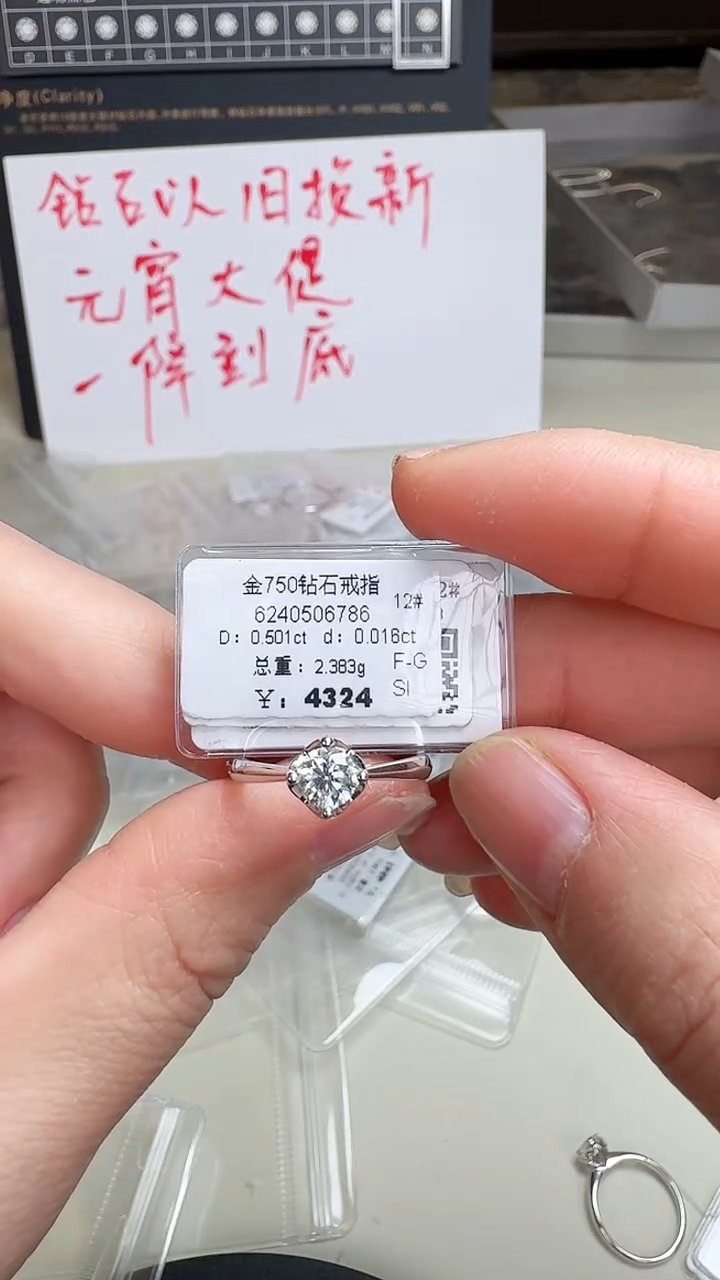 D E F G H I J K L M N
净度(Clarity)
钻石以旧换新
元宵大促
一降到底
金750钻石戒指
6240506786
12#
D: 0.501ct d: 0.016ct
总重: 2.383g
F-G
SI
4324
2#